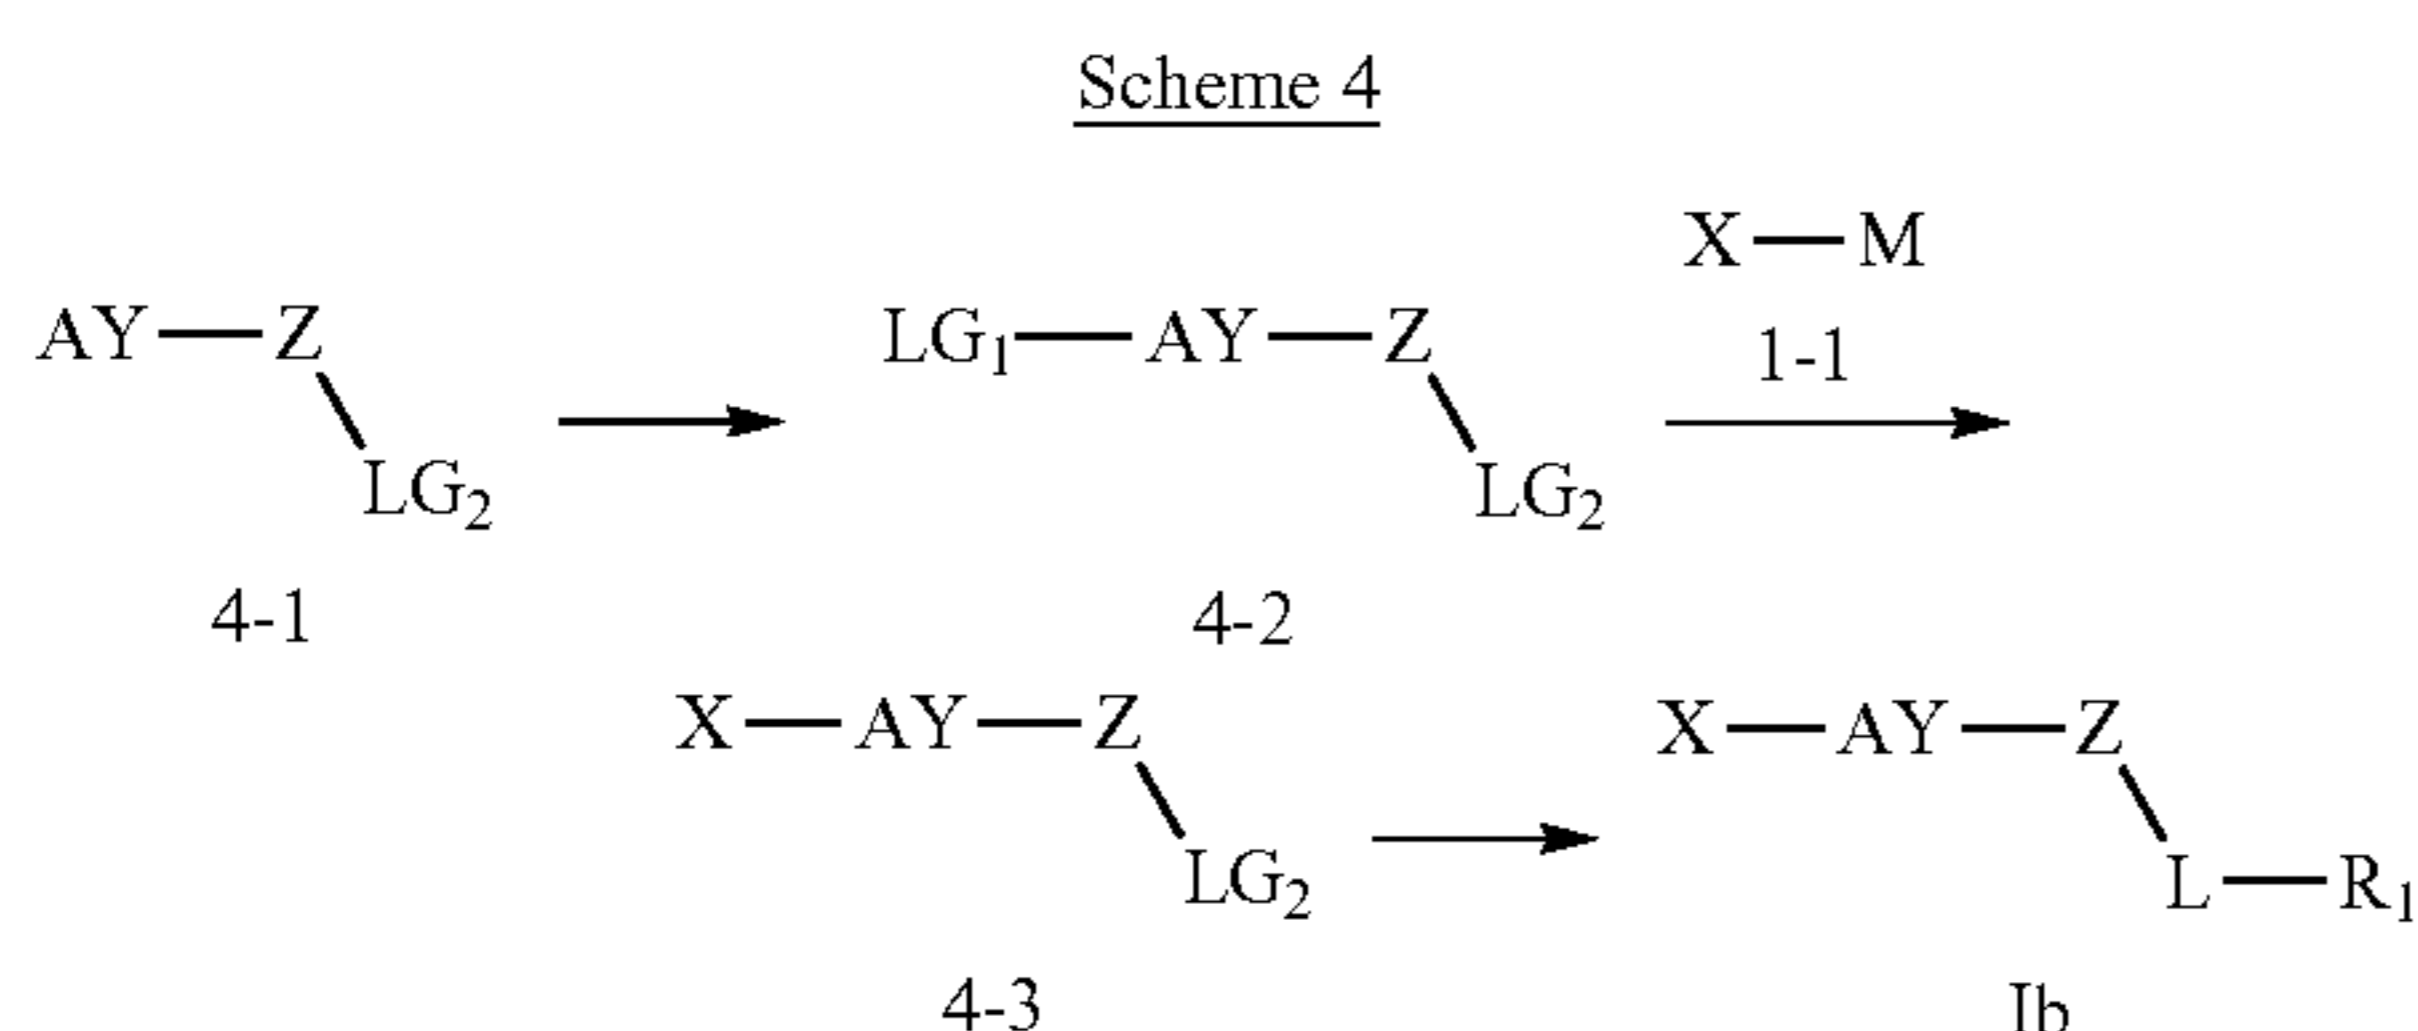 Scheme 4
X—M
1-1
AY—Z
LG₂
4-1
LG₁—AY—Z
LG₂
4-2
X—AY—Z
LG₂
4-3
X—AY—Z
L—R₁
Ib